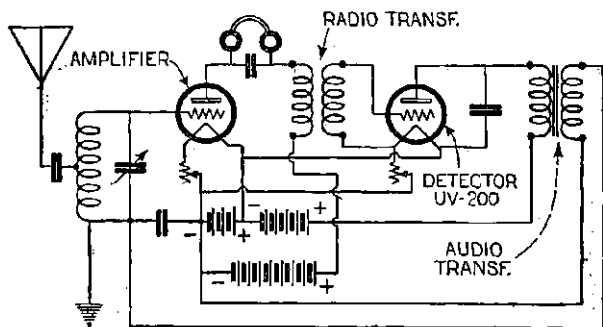 RADIO TRANSF.
AMPLIFIER
DETECTOR
UV-200
AUDIO
TRANSF.
- + - +
- +